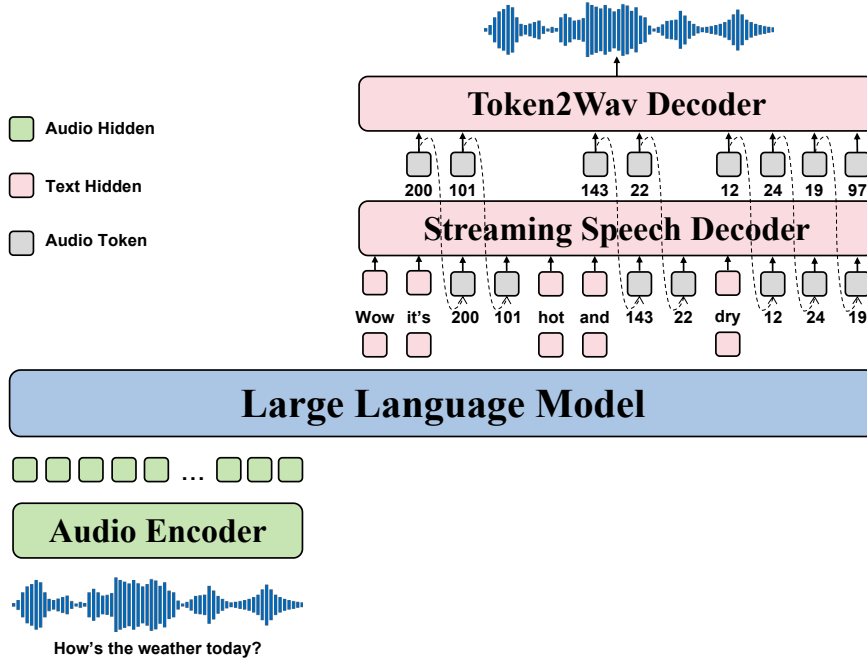 Token2Wav Decoder
Audio Hidden
Text Hidden
Audio Token
200 101 143 22 12 24 19 97
Streaming Speech Decoder
Wow it's 200 101 hot and 143 22 dry 12 24 19
Large Language Model
...
Audio Encoder
How's the weather today?